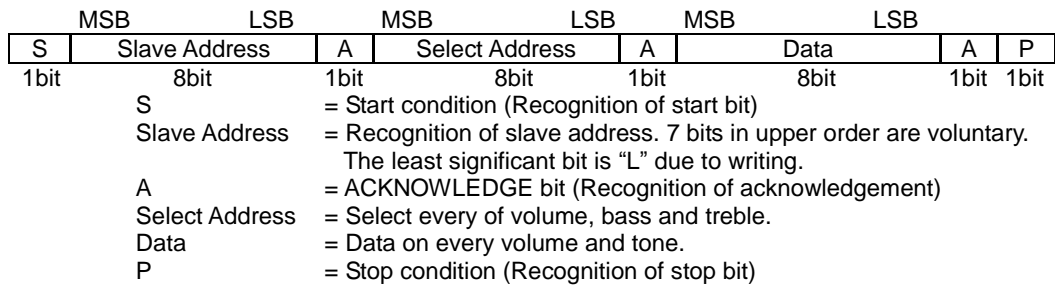 MSB LSB MSB LSB MSB LSB
S Slave Address A Select Address A Data A P
1bit 8bit 1bit 8bit 1bit 8bit 1bit 1bit
S = Start condition (Recognition of start bit)
Slave Address = Recognition of slave address. 7 bits in upper order are voluntary.
The least significant bit is “L” due to writing.
A = ACKNOWLEDGE bit (Recognition of acknowledgement)
Select Address = Select every of volume, bass and treble.
Data = Data on every volume and tone.
P = Stop condition (Recognition of stop bit)